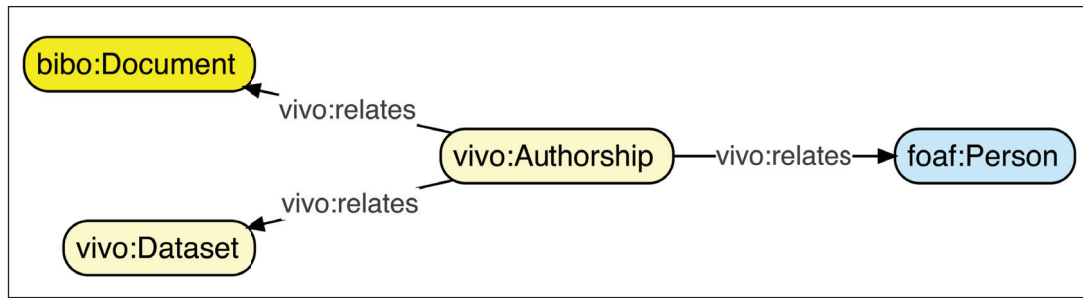 bibo:Document
vivo:relates
vivo:Authorship
vivo:relates
foaf:Person
vivo:relates
vivo:Dataset